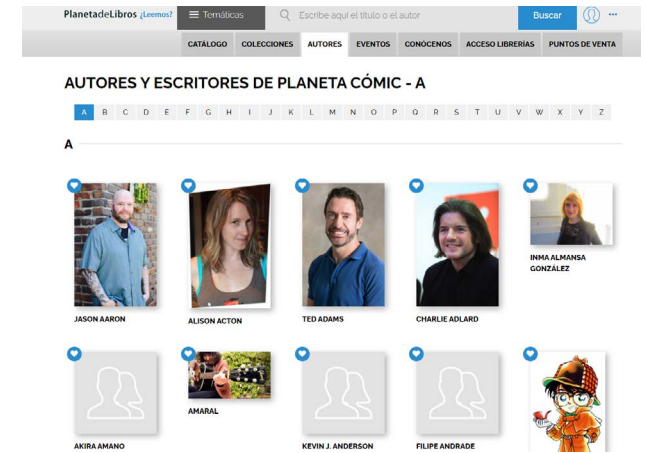 PlanetadeLibros ¿Leemos? Temáticas Escribe aquí el título o el autor Buscar
CATÁLOGO COLECCIONES AUTORES EVENTOS CONÓCENOS ACCESO LIBRERÍAS PUNTOS DE VENTA
AUTORES Y ESCRITORES DE PLANETA CÓMIC - A
A B C D E F G H I J K L M N O P Q R S T U V W X Y Z
A
JASON AARON
ALISON ACTON
TED ADAMS
CHARLIE ADLARD
INMA ALMANSA
GONZÁLEZ
AKIRA AMANO
AMARAL
KEVIN J. ANDERSON
FILIPE ANDRADE